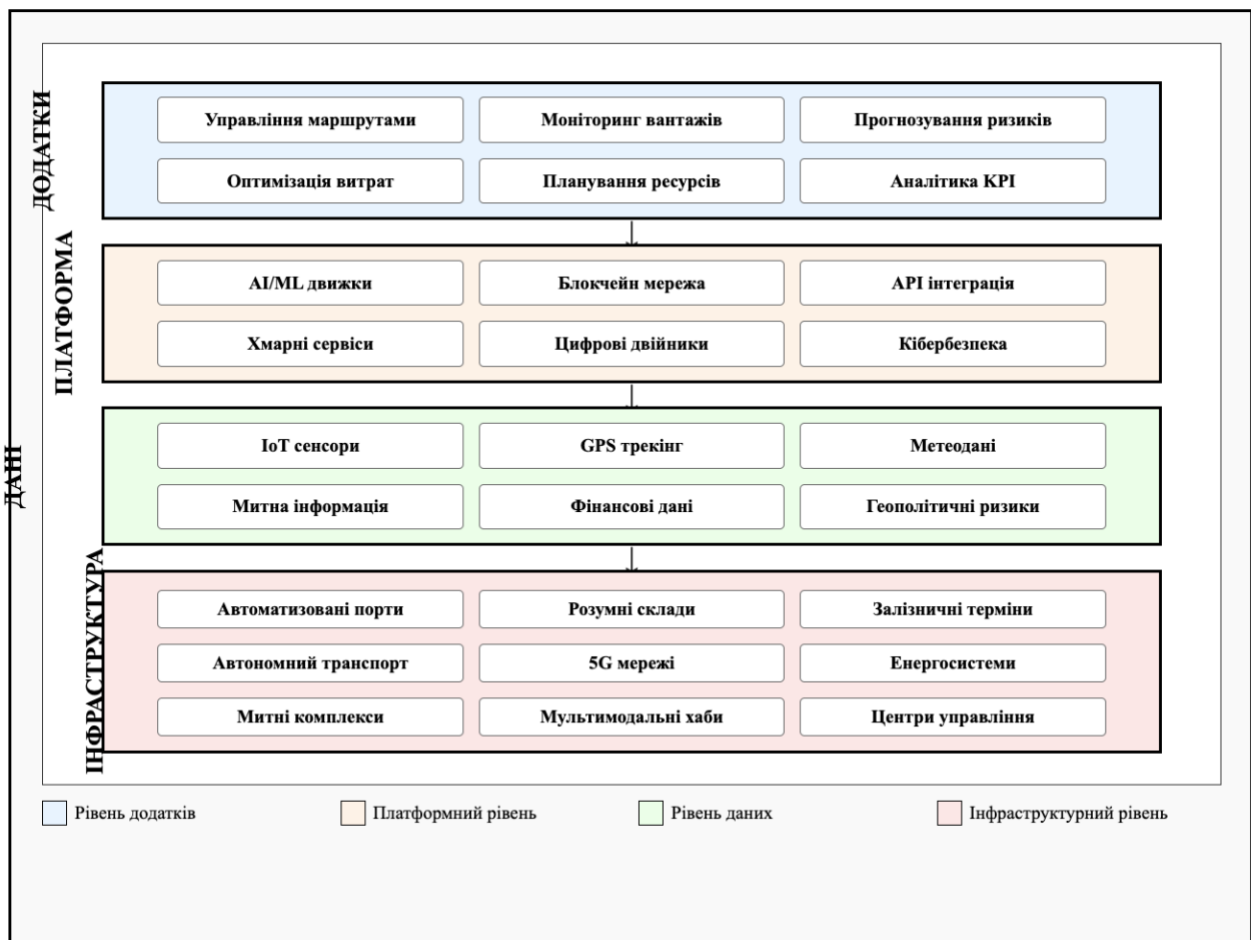 ДОДАТКИ
Управління маршрутами Моніторинг вантажів Прогнозування ризиків
Оптимізація витрат Планування ресурсів Аналітика KPI
ПЛАТФОРМА
AI/ML движки Блокчейн мережа API інтеграція
Хмарні сервіси Цифрові двійники Кібербезпека
ДАНІ
IoT сенсори GPS трекінг Метеодані
Митна інформація Фінансові дані Геополітичні ризики
ІНФРАСТРУКТУРА
Автоматизовані порти Розумні склади Залізничні терміни
Автономний транспорт 5G мережі Енергосистеми
Митні комплекси Мультимодальні хаби Центри управління
Рівень додатків Платформний рівень Рівень даних Інфраструктурний рівень